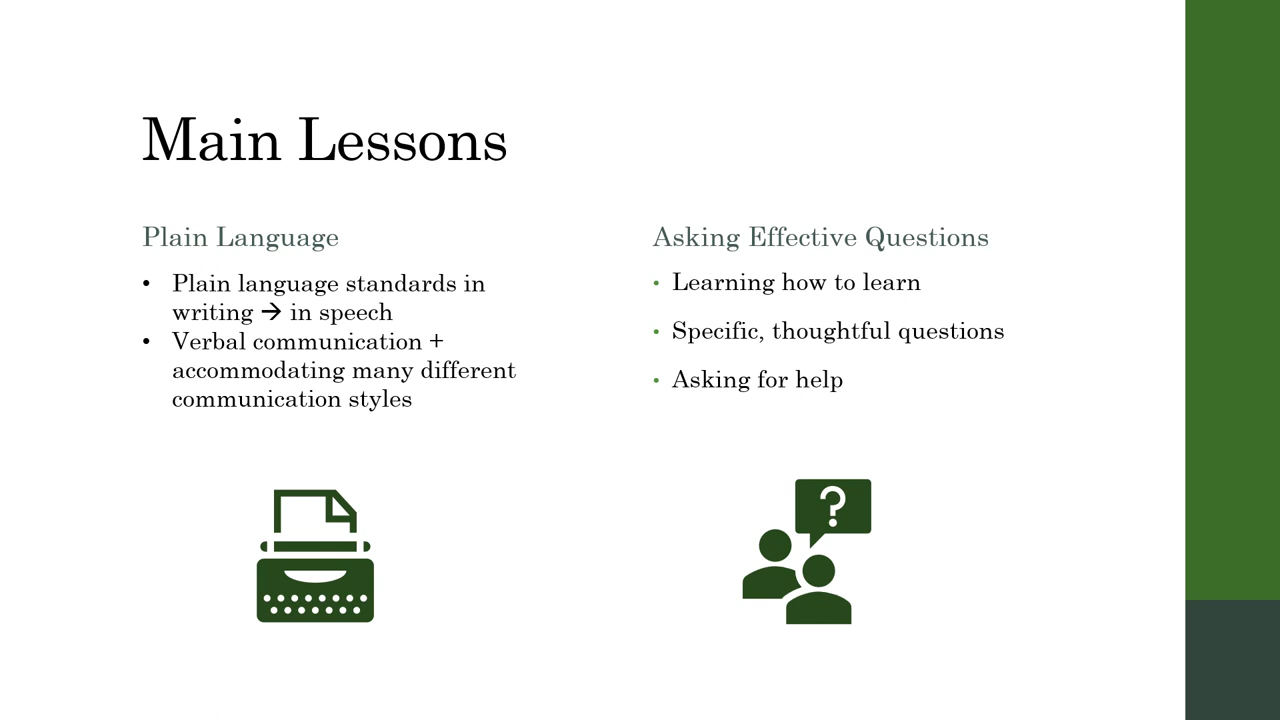 Main Lessons
Plain Language
• Plain language standards in
writing → in speech
• Verbal communication +
accommodating many different
communication styles
Asking Effective Questions
• Learning how to learn
• Specific, thoughtful questions
• Asking for help
?